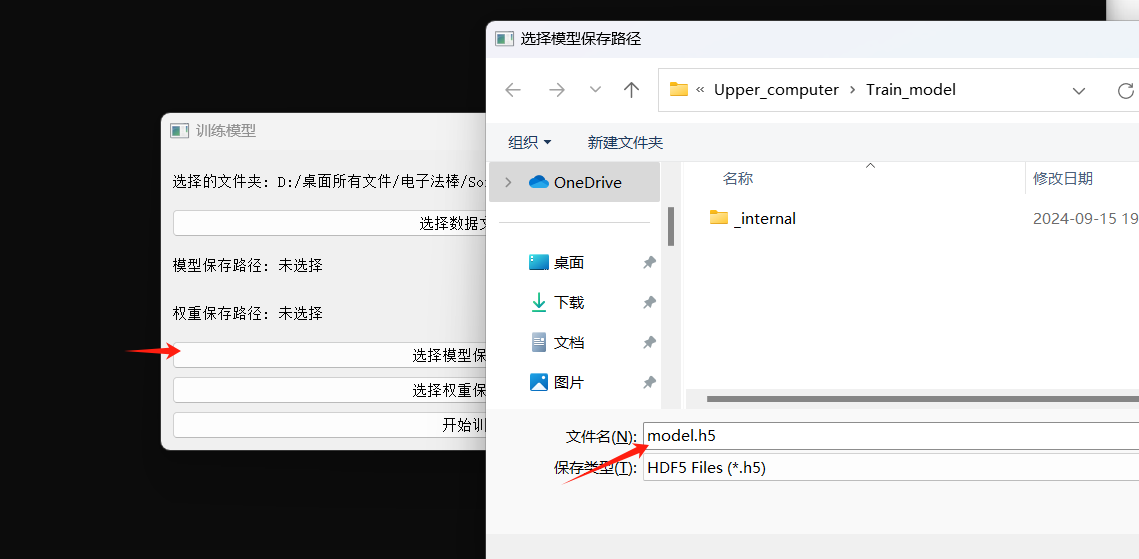 选择模型保存路径
« Upper_computer › Train_model
组织 新建文件夹
OneDrive
桌面
下载
文档
图片
名称 修改日期
_internal 2024-09-15 19
文件名(N): model.h5
保存类型(T): HDF5 Files (*.h5)
训练模型
选择的文件夹: D:/桌面所有文件/电子法棒/So
选择数据文
模型保存路径: 未选择
权重保存路径: 未选择
选择模型保
选择权重保
开始训